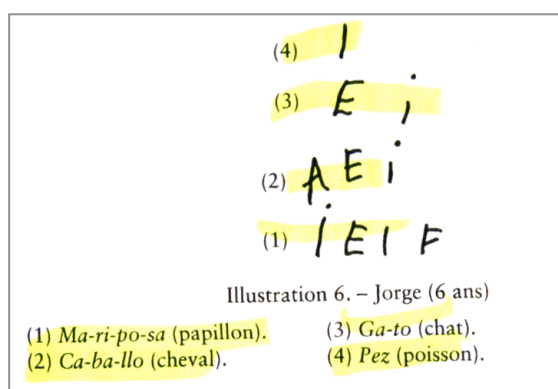 (4) I
(3) E i
(2) A E i
(1) i E I F
Illustration 6. – Jorge (6 ans)
(1) Ma-ri-po-sa (papillon). (3) Ga-to (chat).
(2) Ca-ba-llo (cheval). (4) Pez (poisson).